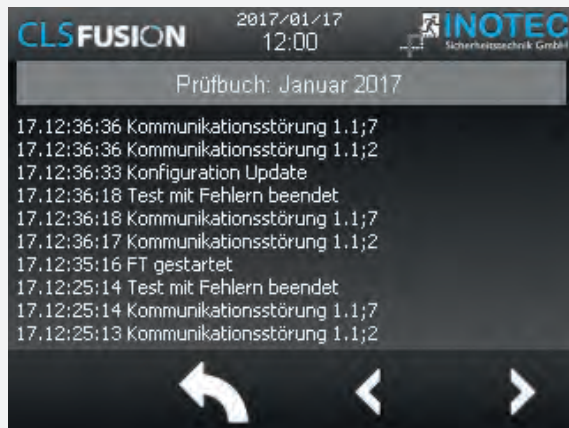 CLSFUSION
2017/01/17
12:00
INOTEC
Sicherheitstechnik GmbH
Prüfbuch: Januar 2017
17.12:36:36 Kommunikationsstörung 1.1;7
17.12:36:36 Kommunikationsstörung 1.1;2
17.12:36:33 Konfiguration Update
17.12:36:18 Test mit Fehlern beendet
17.12:36:18 Kommunikationsstörung 1.1;7
17.12:36:17 Kommunikationsstörung 1.1;2
17.12:35:16 FT gestartet
17.12:25:14 Test mit Fehlern beendet
17.12:25:14 Kommunikationsstörung 1.1;7
17.12:25:13 Kommunikationsstörung 1.1;2